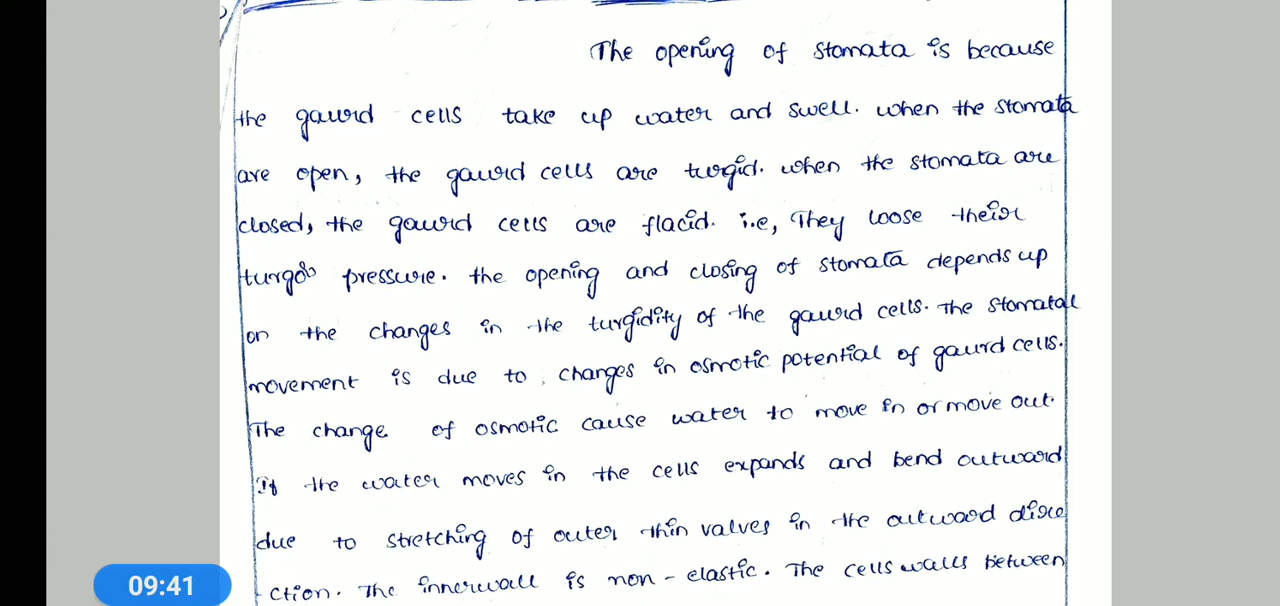 The opening of stomata is because
the gaurd cells take up water and swell. when the stomata
are open, the gaurd cells are turgid. when the stomata are
closed, the gaurd cells are flacid. i.e, They loose their
turgor pressure. the opening and closing of stomata depends up
on the changes in the turgidity of the gaurd cells. The stomatal
movement is due to changes in osmotic potential of gaurd cells.
The change of osmotic cause water to move in or move out.
If the water moves in the cells expands and bend outward
due to stretching of outer thin valves in the outward dire
- ction. The innerwall is non - elastic. The cells walls between
09:41